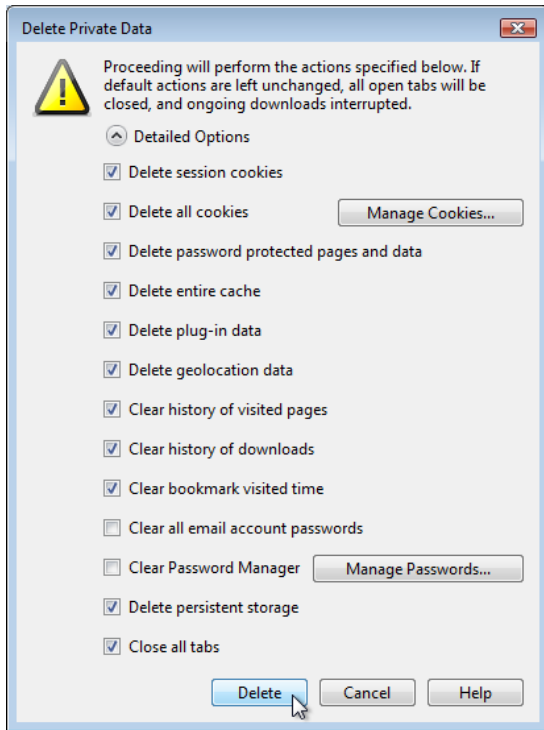 Delete Private Data
Proceeding will perform the actions specified below. If
default actions are left unchanged, all open tabs will be
closed, and ongoing downloads interrupted.
Detailed Options
Delete session cookies
Delete all cookies
Manage Cookies...
Delete password protected pages and data
Delete entire cache
Delete plug-in data
Delete geolocation data
Clear history of visited pages
Clear history of downloads
Clear bookmark visited time
Clear all email account passwords
Clear Password Manager
Manage Passwords...
Delete persistent storage
Close all tabs
Delete
Cancel
Help